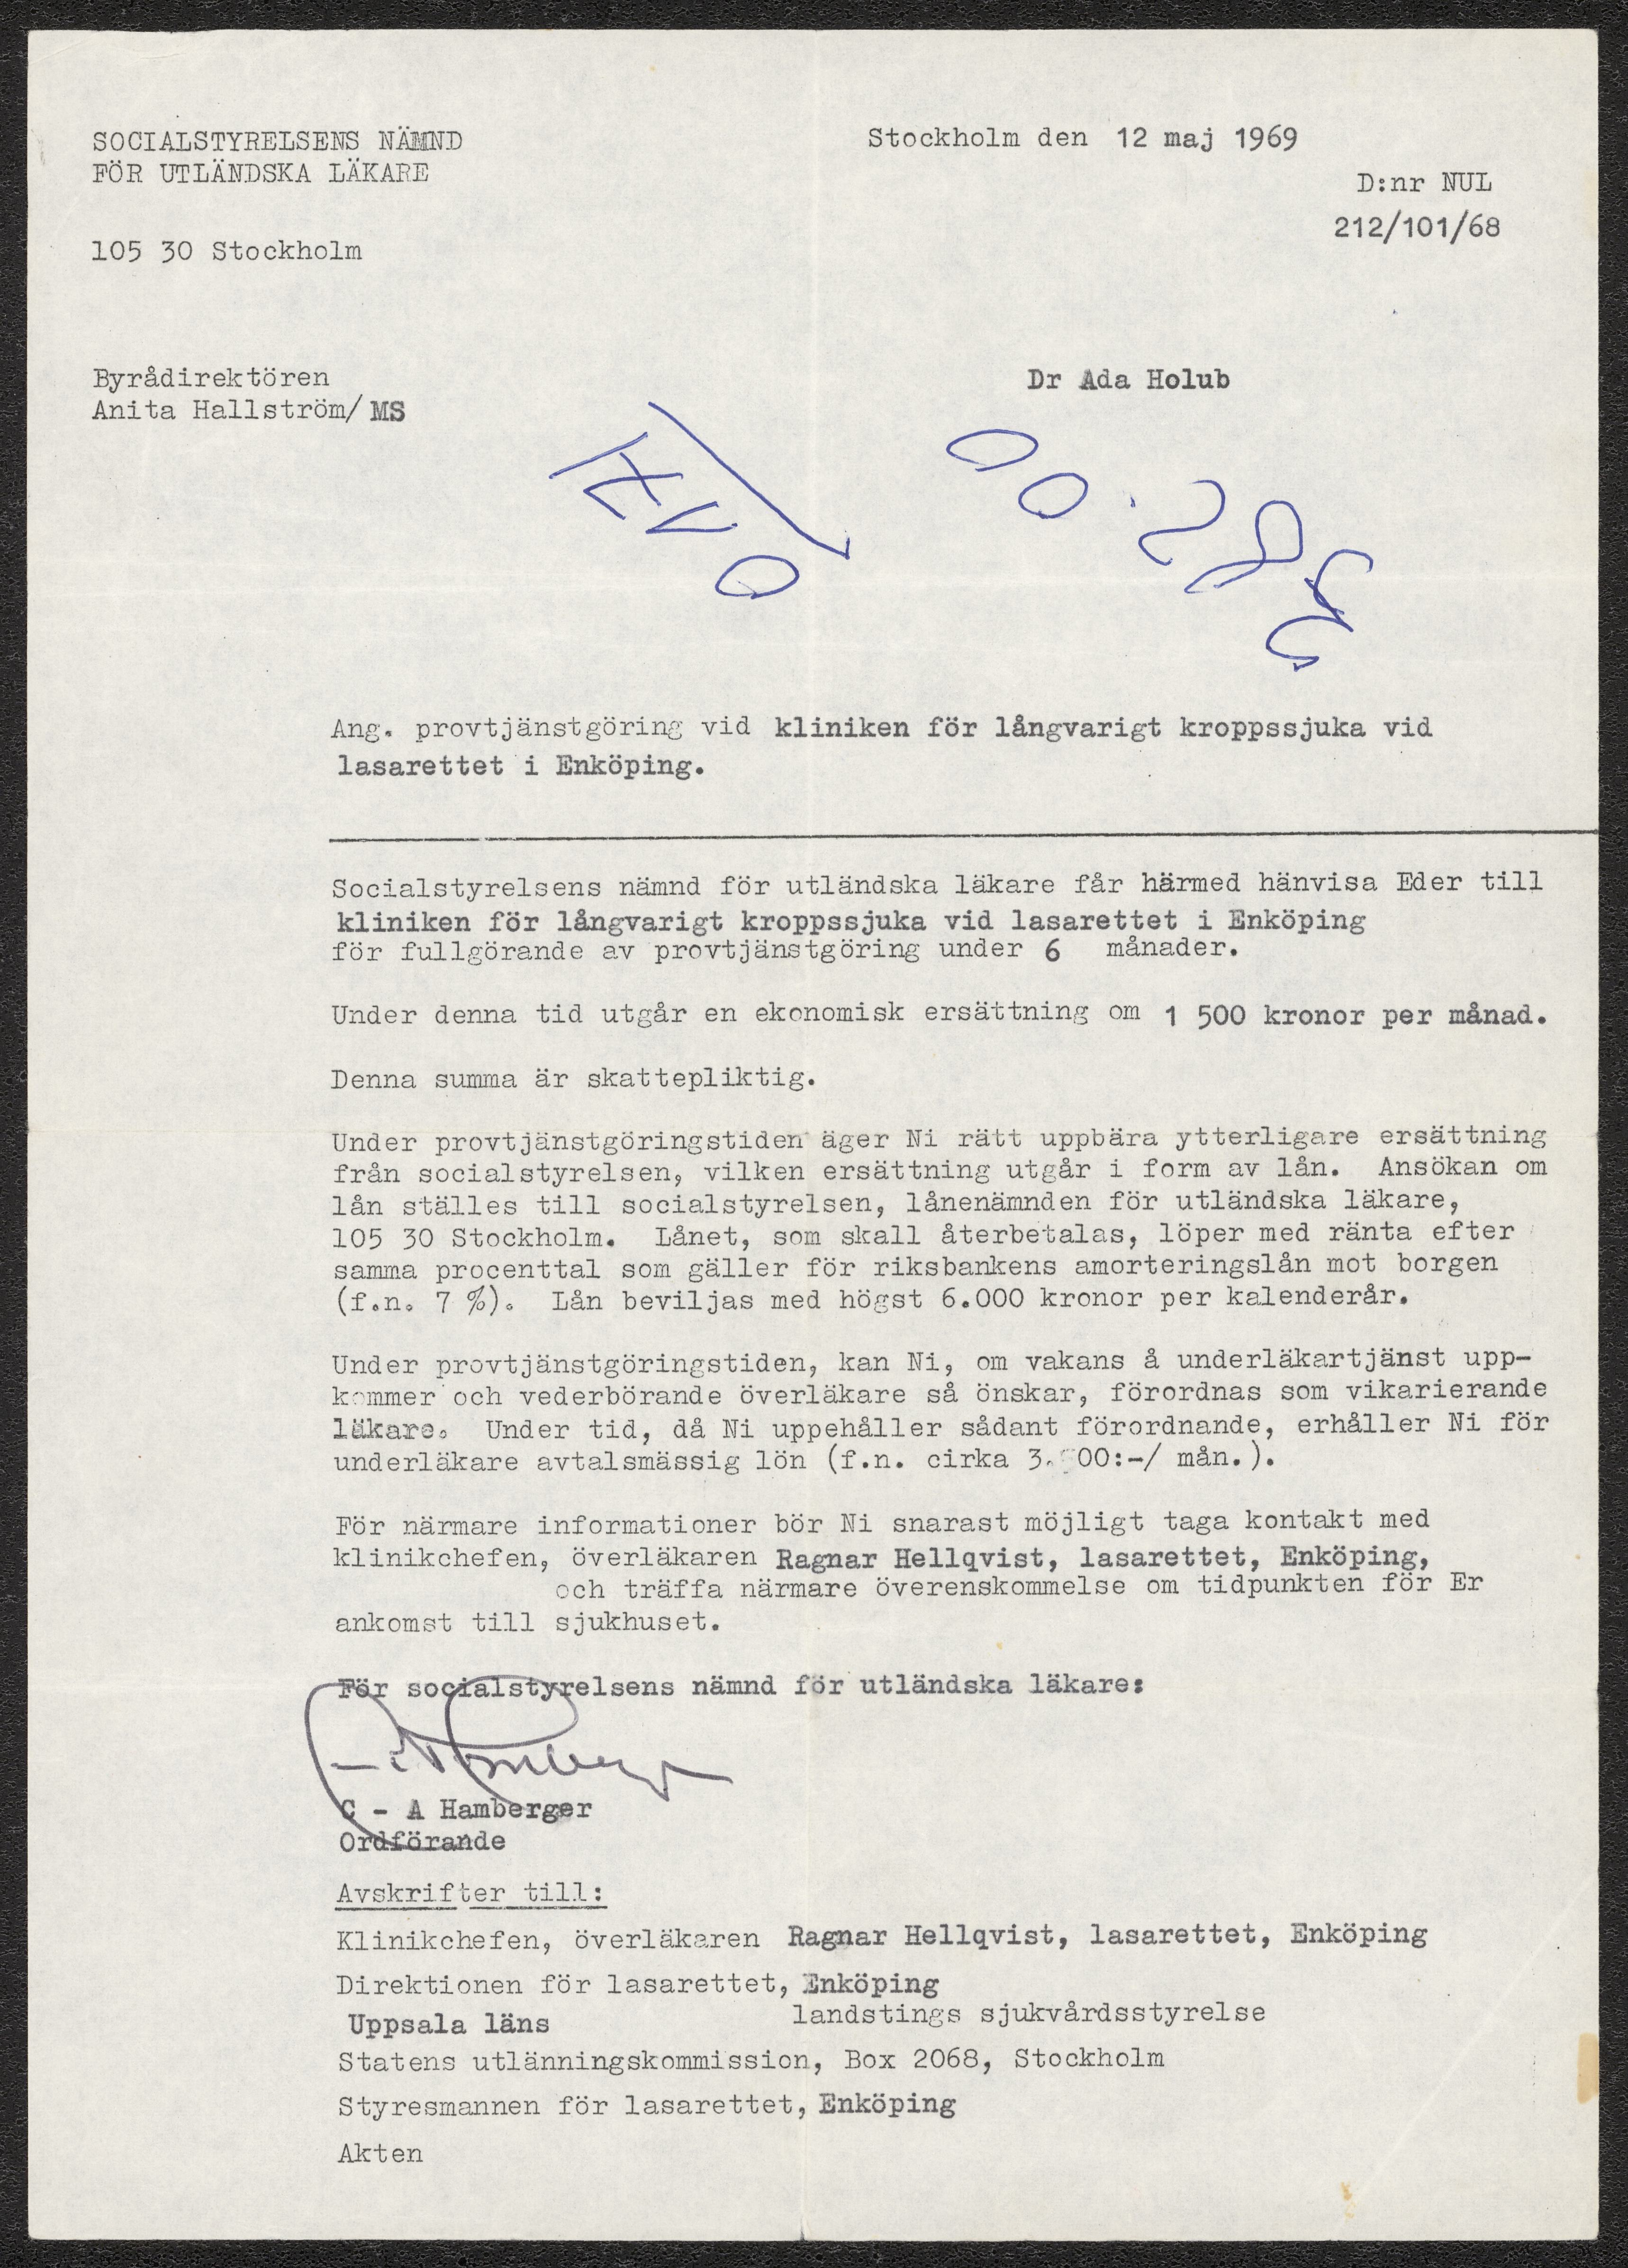 SOCIALSTYRELSENS NÄMND
FÖR UTLÄNDSKA LÄKARE
105 30 Stockholm
Stockholm den 12 maj 1969
D:nr NUL
212/101/68
Byrådirektören
Anita Hallström/ MS
Dr Ada Holub
Ang. provtjänstgöring vid kliniken för långvarigt kroppssjuka vid
lasarettet i Enköping.
Socialstyrelsens nämnd för utländska läkare får härmed hänvisa Eder till
kliniken för långvarigt kroppssjuka vid lasarettet i Enköping
för fullgörande av provtjänstgöring under 6 månader.
Under denna tid utgår en ekonomisk ersättning om 1 500 kronor per månad.
Denna summa är skattepliktig.
Under provtjänstgöringstiden äger Ni rätt uppbära ytterligare ersättning
från socialstyrelsen, vilken ersättning utgår i form av lån. Ansökan om
lån ställes till socialstyrelsen, lånenämnden för utländska läkare,
105 30 Stockholm. Lånet, som skall återbetalas, löper med ränta efter
samma procenttal som gäller för riksbankens amorteringslån mot borgen
(f.n. 7 %). Lån beviljas med högst 6.000 kronor per kalenderår.
Under provtjänstgöringstiden, kan Ni, om vakans å underläkartjänst upp-
kommer och vederbörande överläkare så önskar, förordnas som vikarierande
läkare. Under tid, då Ni uppehåller sådant förordnande, erhåller Ni för
underläkare avtalsmässig lön (f.n. cirka / mån.).
För närmare informationer bör Ni snarast möjligt taga kontakt med
klinikchefen, överläkaren Ragnar Hellqvist, lasarettet, Enköping,
och träffa närmare överenskommelse om tidpunkten för Er
ankomst till sjukhuset.
För socialstyrelsens nämnd för utländska läkare:
C - A Hamberger
Ordförande
Avskrifter till:
Klinikchefen, överläkaren Ragnar Hellqvist, lasarettet, Enköping
Direktionen för lasarettet, Enköping
Uppsala läns landstings sjukvårdsstyrelse
Statens utlänningskommission, Box 2068, Stockholm
Styresmannen för lasarettet, Enköping
Akten